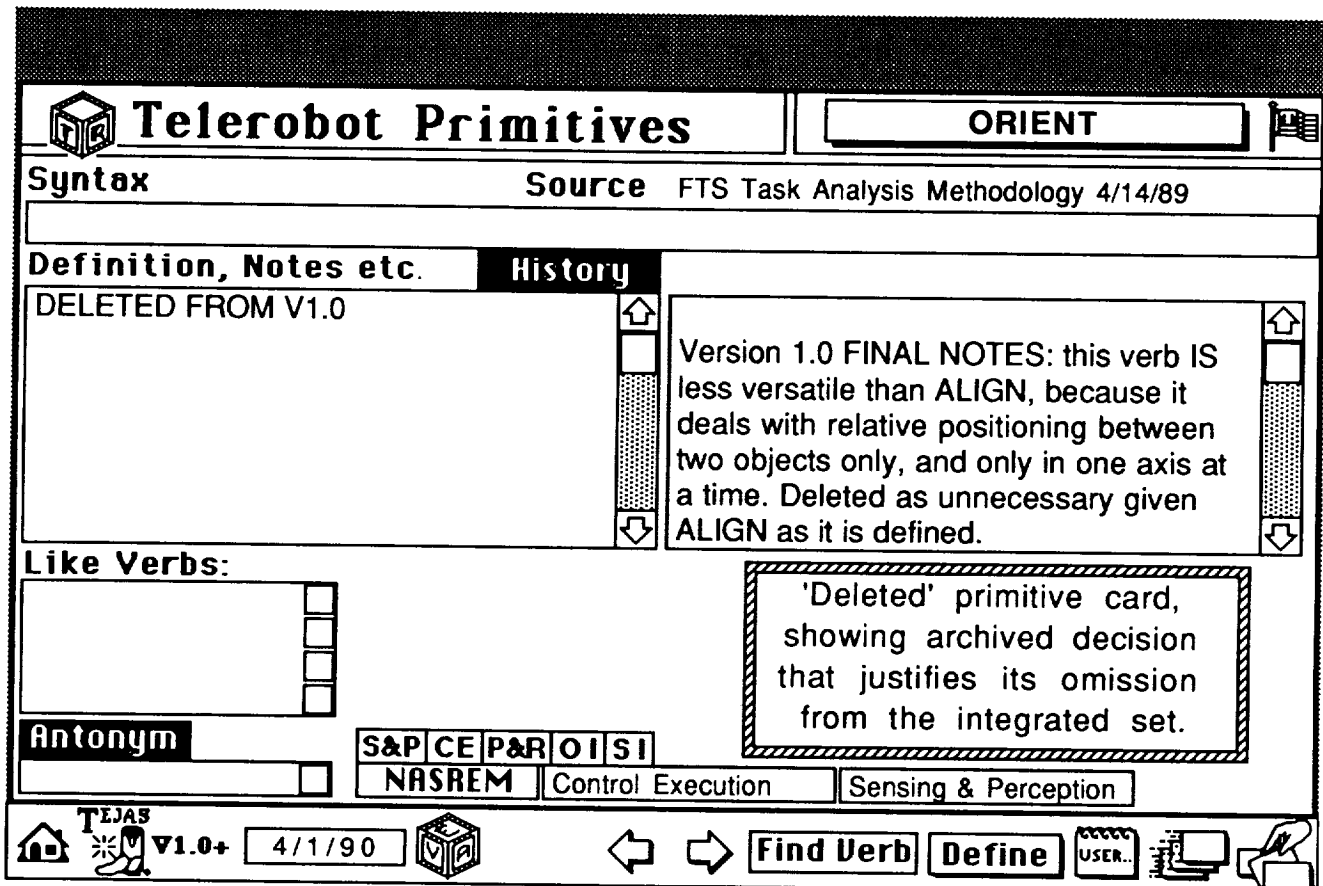 T R
Telerobot Primitives
ORIENT
Syntax
Source FTS Task Analysis Methodology 4/14/89
Definition, Notes etc. History
DELETED FROM V1.0
Version 1.0 FINAL NOTES: this verb IS
less versatile than ALIGN, because it
deals with relative positioning between
two objects only, and only in one axis at
a time. Deleted as unnecessary given
ALIGN as it is defined.
Like Verbs:
'Deleted' primitive card,
showing archived decision
that justifies its omission
from the integrated set.
Antonym
S&P CE P&R OI SI
NASREM Control Execution Sensing & Perception
TEJAS
V1.0+ 4/1/90 E V A Find Verb Define USER..